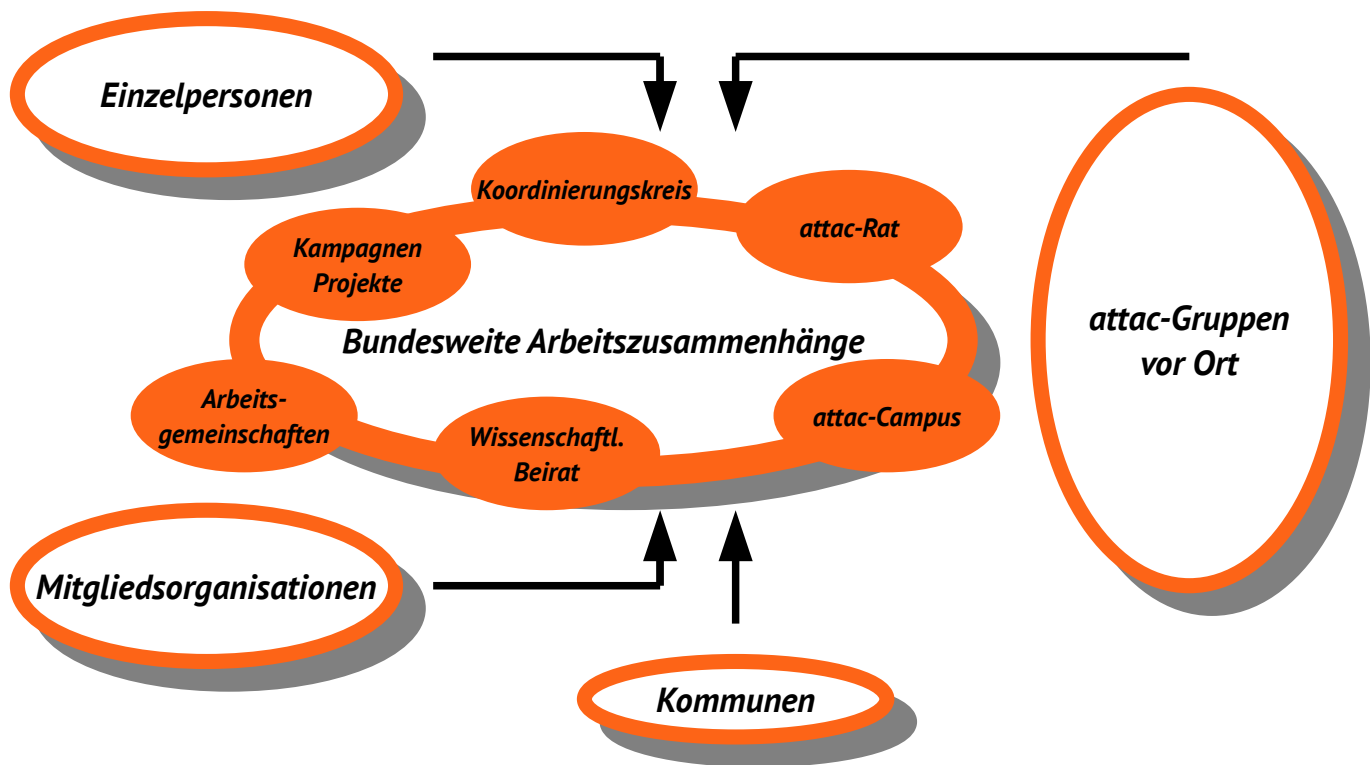 Einzelpersonen
Koordinierungskreis
attac-Rat
Kampagnen
Projekte
Bundesweite Arbeitszusammenhänge
attac-Gruppen
vor Ort
Arbeits-
gemeinschaften
Wissenschaftl.
Beirat
attac-Campus
Mitgliedsorganisationen
Kommunen